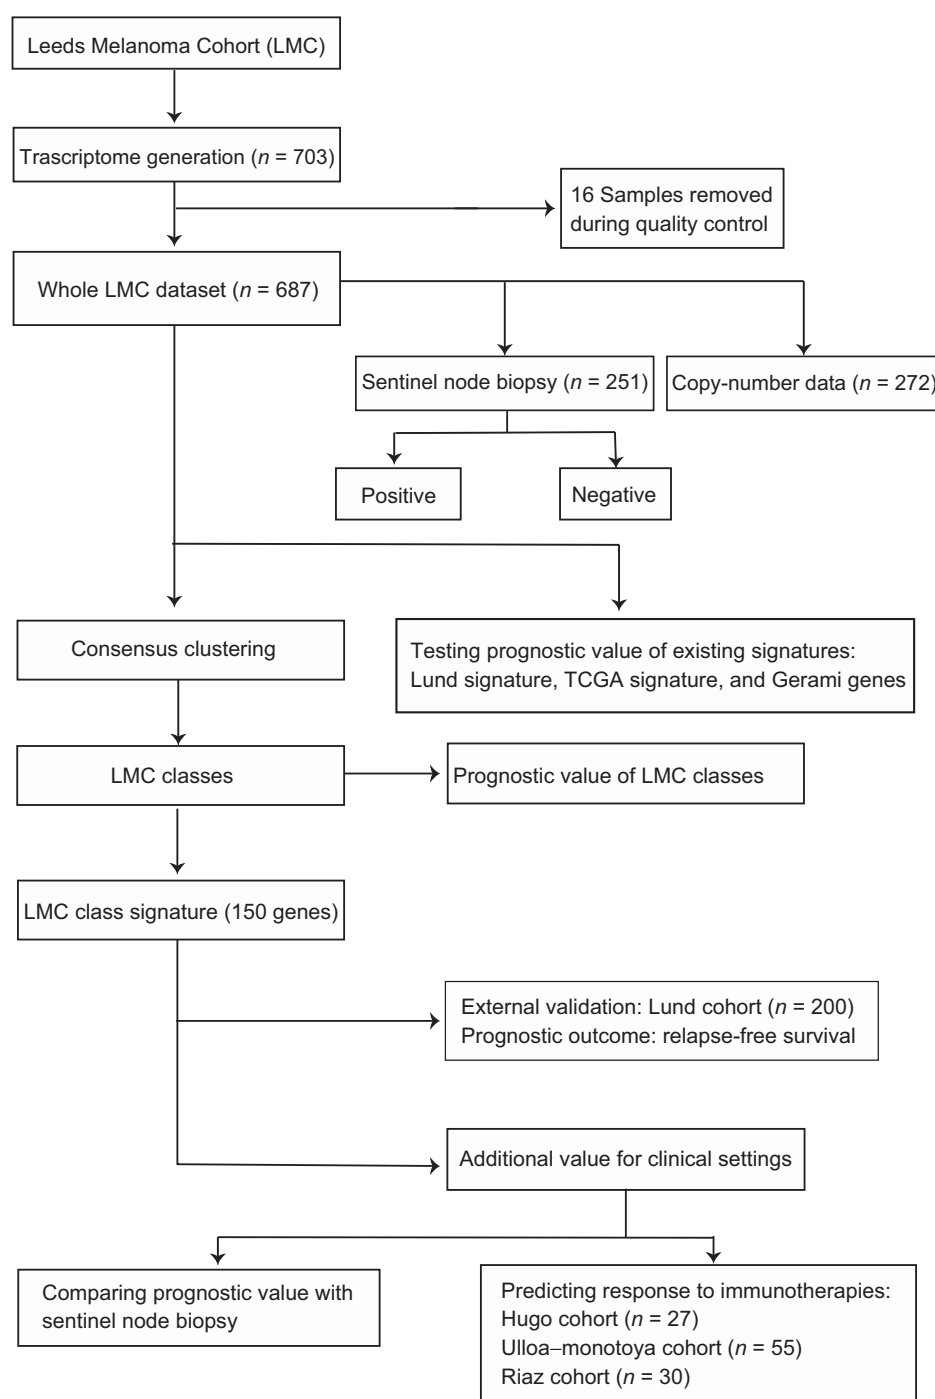 Leeds Melanoma Cohort (LMC)
Trascriptome generation (n = 703)
16 Samples removed
during quality control
Whole LMC dataset (n = 687)
Sentinel node biopsy (n = 251)
Copy-number data (n = 272)
Positive
Negative
Consensus clustering
Testing prognostic value of existing signatures:
Lund signature, TCGA signature, and Gerami genes
LMC classes
Prognostic value of LMC classes
LMC class signature (150 genes)
External validation: Lund cohort (n = 200)
Prognostic outcome: relapse-free survival
Additional value for clinical settings
Comparing prognostic value with
sentinel node biopsy
Predicting response to immunotherapies:
Hugo cohort (n = 27)
Ulloa–monotoya cohort (n = 55)
Riaz cohort (n = 30)